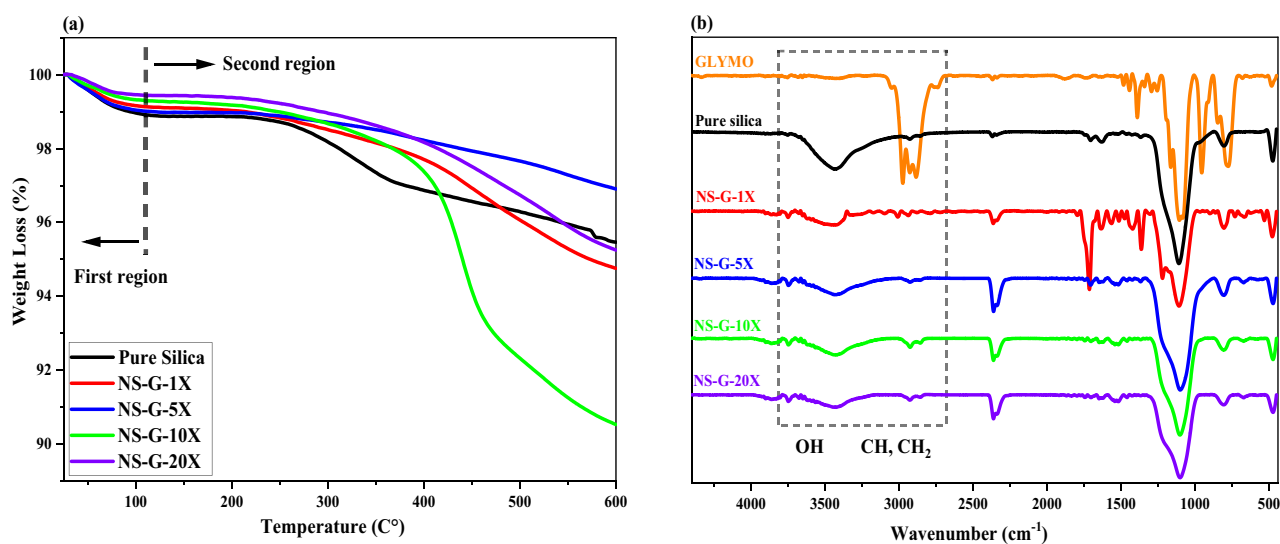 (a)
100
98
96
94
92
90
Weight Loss (%)
Second region
First region
Pure Silica
NS-G-1X
NS-G-5X
NS-G-10X
NS-G-20X
100 200 300 400 500 600
Temperature (C°)
(b)
GLYMO
Pure silica
NS-G-1X
NS-G-5X
NS-G-10X
NS-G-20X
OH CH, CH₂
4000 3500 3000 2500 2000 1500 1000 500
Wavenumber (cm⁻¹)